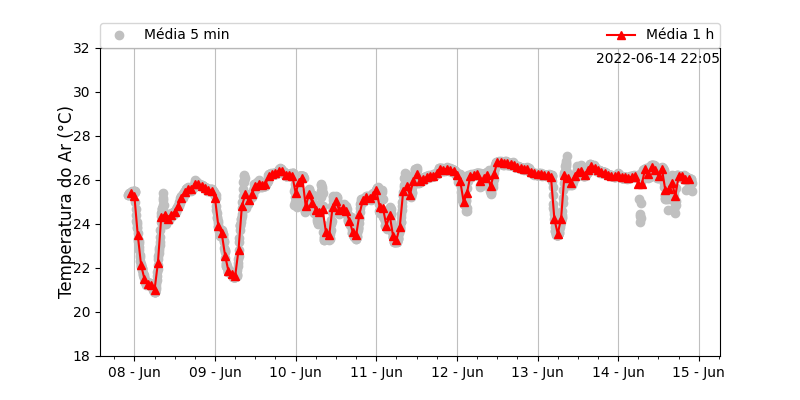 Média 5 min
Média 1 h
2022-06-14 22:05
Temperatura do Ar (°C)
32
30
28
26
24
22
20
18
08 - Jun
09 - Jun
10 - Jun
11 - Jun
12 - Jun
13 - Jun
14 - Jun
15 - Jun